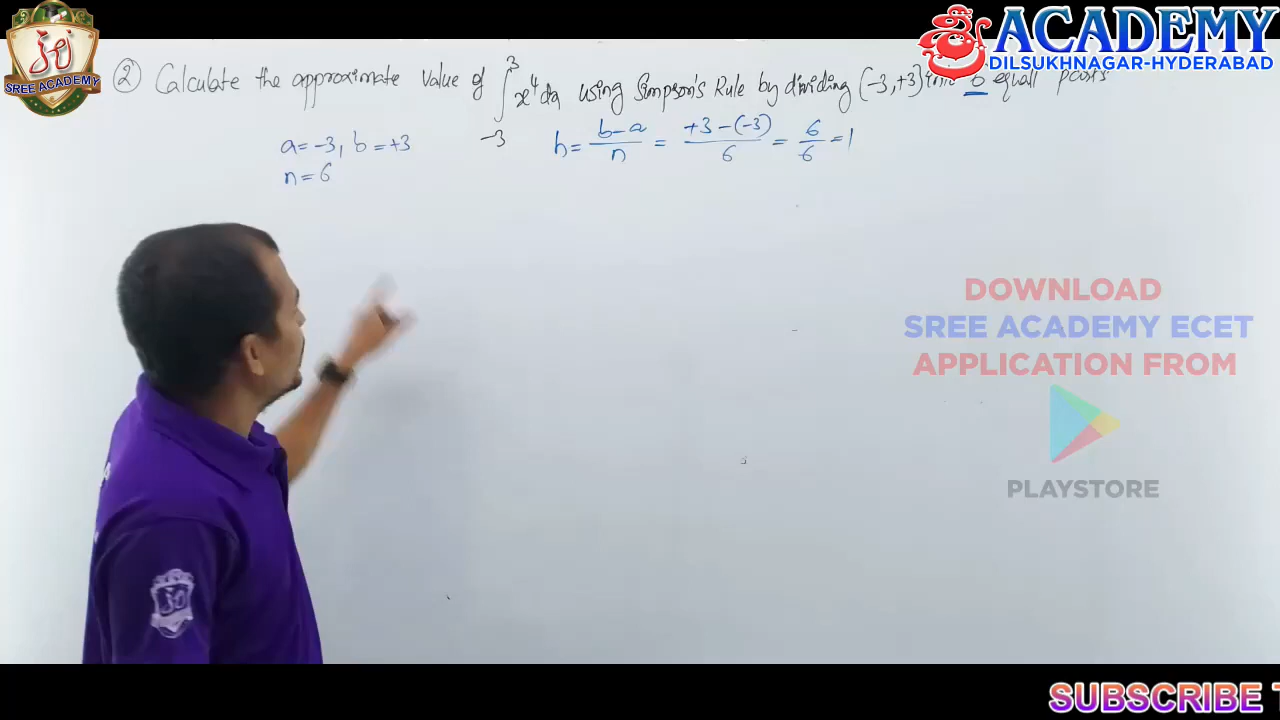 SREE ACADEMY
ACADEMY
DILSUKHNAGAR-HYDERABAD
② Calculate the approximate value of ∫₋₃³ x⁴ dx using Simpson's Rule by dividing (-3,+3) into 6 equal parts
a = -3, b = +3
n = 6
h = (b-a)/n = (+3-(-3))/6 = 6/6 = 1
DOWNLOAD
SREE ACADEMY ECET
APPLICATION FROM
PLAYSTORE
SUBSCRIBE